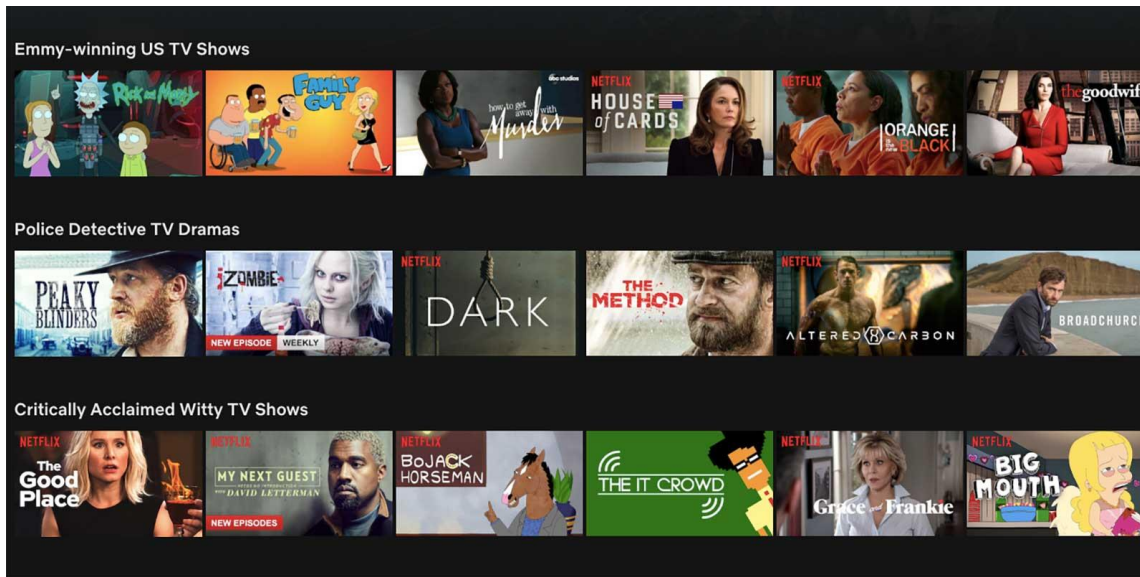 Emmy-winning US TV Shows
Rick and Morty
FAMILY
GUY
abc studios
how to get
away with
Murder
NETFLIX
HOUSE
of CARDS
NETFLIX
ORANGE
IS THE NEW
BLACK
thegoodwif
Police Detective TV Dramas
PEAKY
BLINDERS
iZOMBIE
NEW EPISODE WEEKLY
NETFLIX
DARK
THE
METHOD
NETFLIX
ALTERED CARBON
BROADCHURC
Critically Acclaimed Witty TV Shows
NETFLIX
The
Good
Place
NETFLIX
MY NEXT GUEST
WITH DAVID LETTERMAN
NEW EPISODES
NETFLIX
BOJACK
HORSEMAN
THE IT CROWD
NETFLIX
Grace and Frankie
NETFLIX
BIG
MOUTH